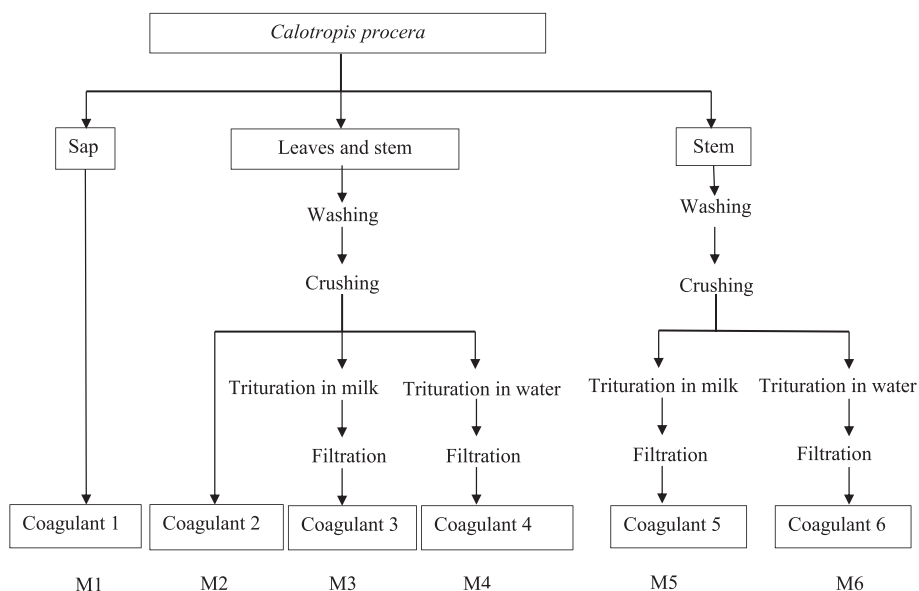 Calotropis procera
Sap
Leaves and stem
Stem
Washing
Washing
Crushing
Crushing
Trituration in milk
Trituration in water
Trituration in milk
Trituration in water
Filtration
Filtration
Filtration
Filtration
Coagulant 1
Coagulant 2
Coagulant 3
Coagulant 4
Coagulant 5
Coagulant 6
M1
M2
M3
M4
M5
M6